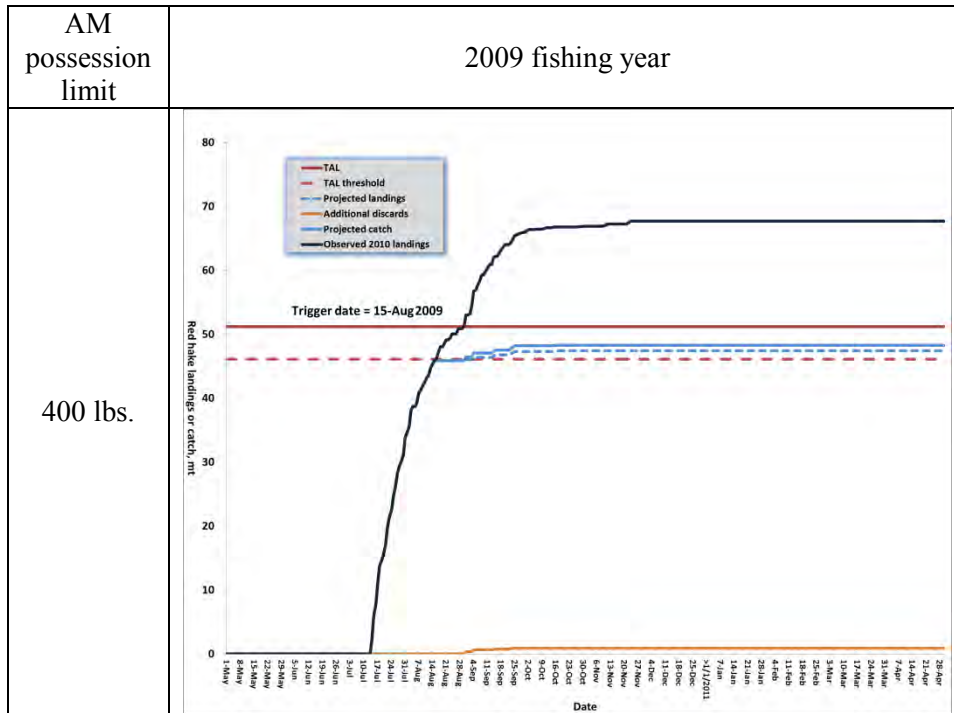 AM
possession
limit
2009 fishing year
400 lbs.
80
70
60
50
40
30
20
10
0
TAL
TAL threshold
Projected landings
Additional discards
Projected catch
Observed 2010 landings
Trigger date = 15-Aug 2009
Red hake landings or catch, mt
1-May
8-May
15-May
22-May
29-May
5-Jun
12-Jun
19-Jun
26-Jun
3-Jul
10-Jul
17-Jul
24-Jul
31-Jul
7-Aug
14-Aug
21-Aug
28-Aug
4-Sep
11-Sep
18-Sep
25-Sep
2-Oct
9-Oct
16-Oct
23-Oct
30-Oct
6-Nov
13-Nov
20-Nov
27-Nov
4-Dec
11-Dec
18-Dec
25-Dec
>1/1/2011
7-Jan
14-Jan
21-Jan
28-Jan
4-Feb
11-Feb
18-Feb
25-Feb
3-Mar
10-Mar
17-Mar
24-Mar
31-Mar
7-Apr
14-Apr
21-Apr
28-Apr
Date